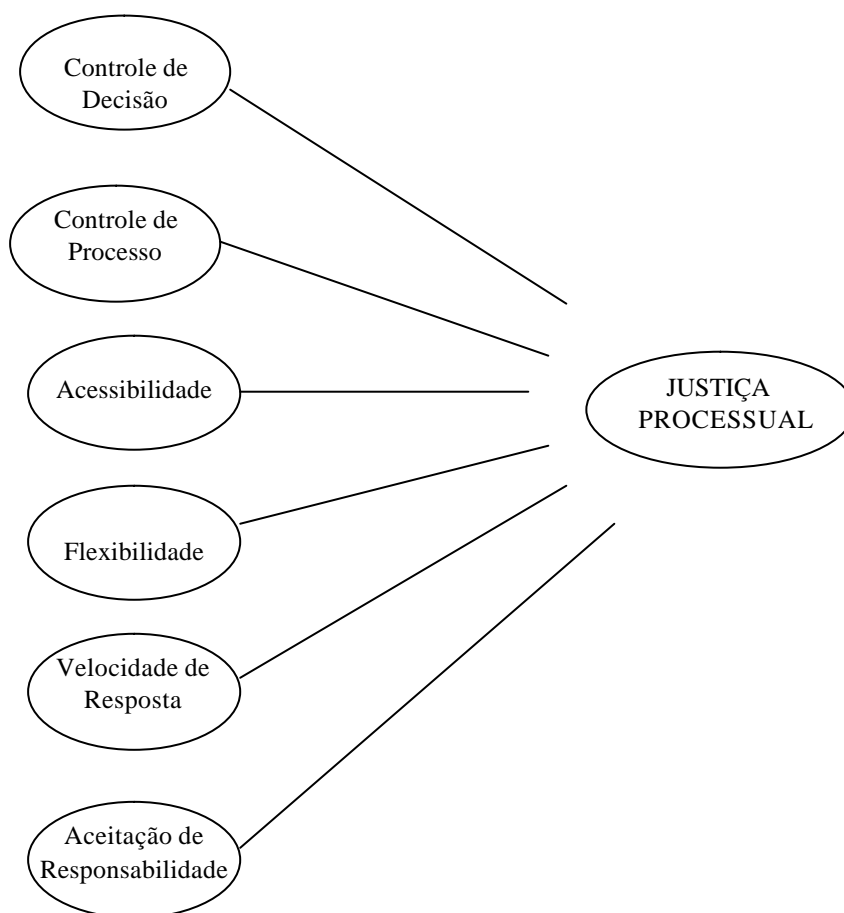 Controle de
Decisão
Controle de
Processo
Acessibilidade
JUSTIÇA
PROCESSUAL
Flexibilidade
Velocidade de
Resposta
Aceitação de
Responsabilidade